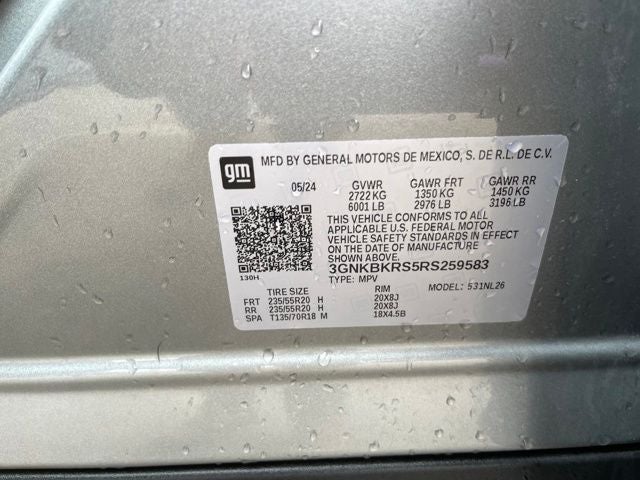 gm MFD BY GENERAL MOTORS DE MEXICO, S. DE R.L. DE C.V.
05/24 GVWR GAWR FRT GAWR RR
2722 KG 1350 KG 1450 KG
6001 LB 2976 LB 3196 LB
THIS VEHICLE CONFORMS TO ALL
APPLICABLE U.S. FEDERAL MOTOR
VEHICLE SAFETY STANDARDS IN EFFECT
ON THE DATE OF MANUFACTURE
SHOWN ABOVE.
3GNKBKRS5RS259583
130H TYPE: MPV MODEL: 531NL26
TIRE SIZE RIM
FRT 235/55R20 H 20X8J
RR 235/55R20 H 20X8J
SPA T135/70R18 M 18X4.5B